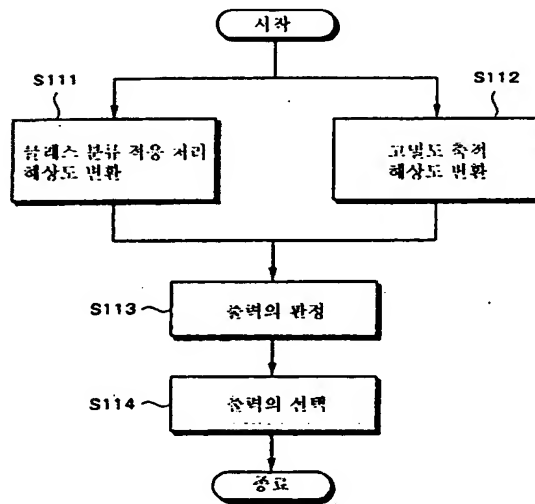 시작
S111
S112
클래스 분류 적응 처리
해상도 변환
고밀도 축적
해상도 변환
S113
출력의 판정
S114
출력의 선택
종료